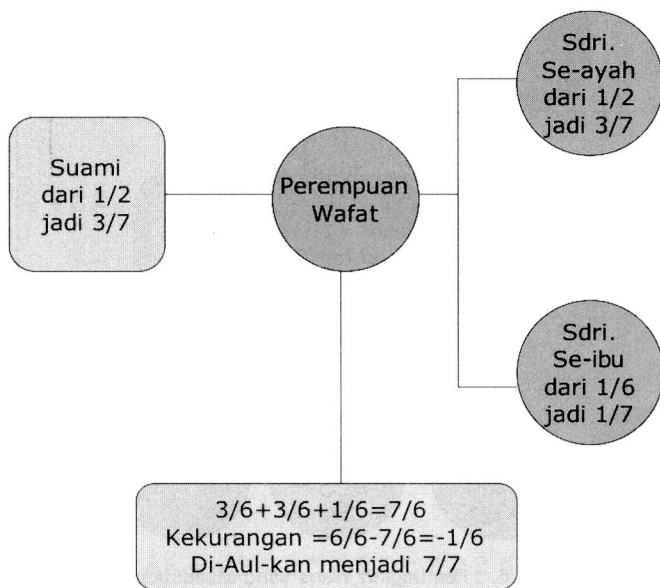 Suami
dari 1/2
jadi 3/7
Perempuan
Wafat
Sdri.
Se-ayah
dari 1/2
jadi 3/7
Sdri.
Se-ibu
dari 1/6
jadi 1/7
3/6+3/6+1/6=7/6
Kekurangan =6/6-7/6=-1/6
Di-Aul-kan menjadi 7/7